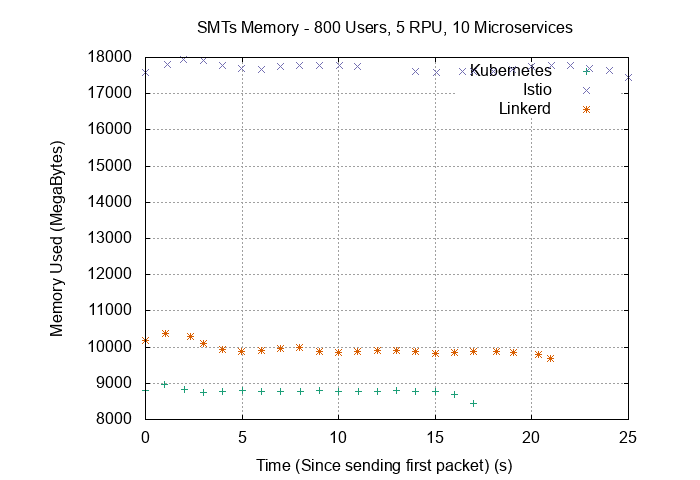 SMTs Memory - 800 Users, 5 RPU, 10 Microservices
18000
17000
16000
15000
14000
13000
12000
11000
10000
9000
8000
Memory Used (MegaBytes)
Kubernetes
Istio
Linkerd
0 5 10 15 20 25
Time (Since sending first packet) (s)